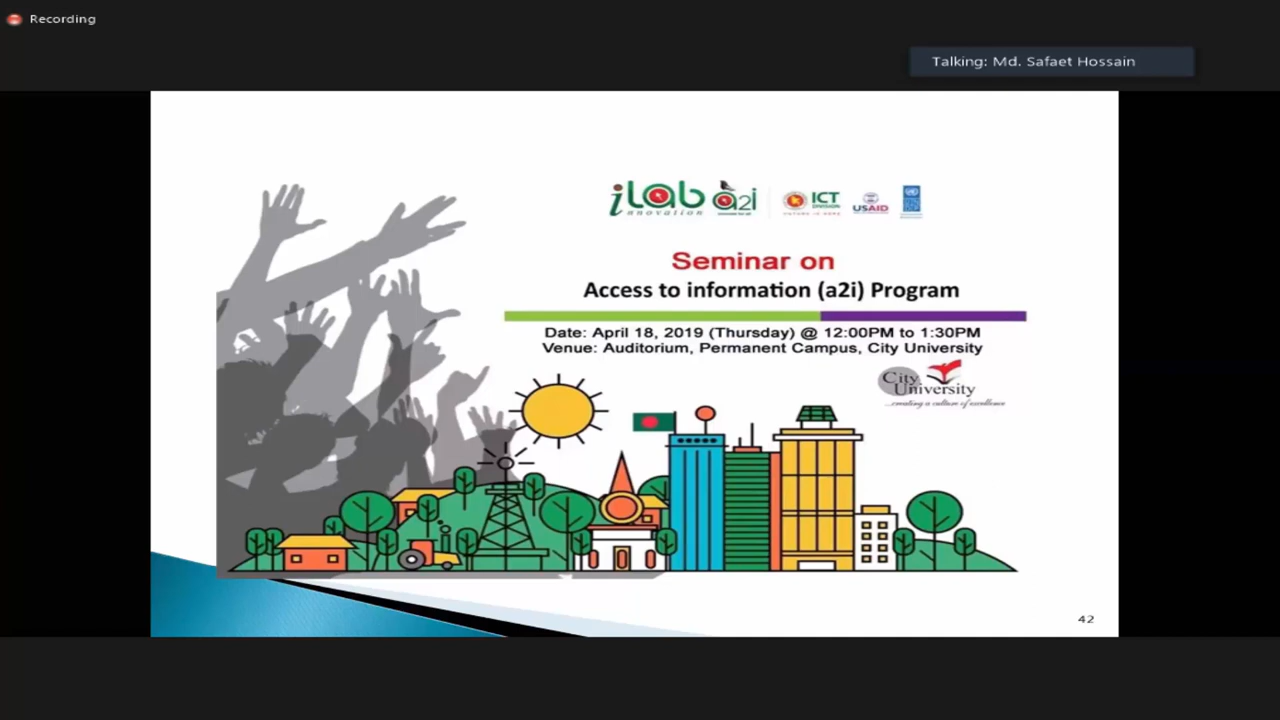 Recording
Talking: Md. Safaet Hossain
iLab a2i ICT USAID
innovation DIVISION
Seminar on
Access to information (a2i) Program
Date: April 18, 2019 (Thursday) @ 12:00PM to 1:30PM
Venue: Auditorium, Permanent Campus, City University
City
University
...creating a culture of excellence
42